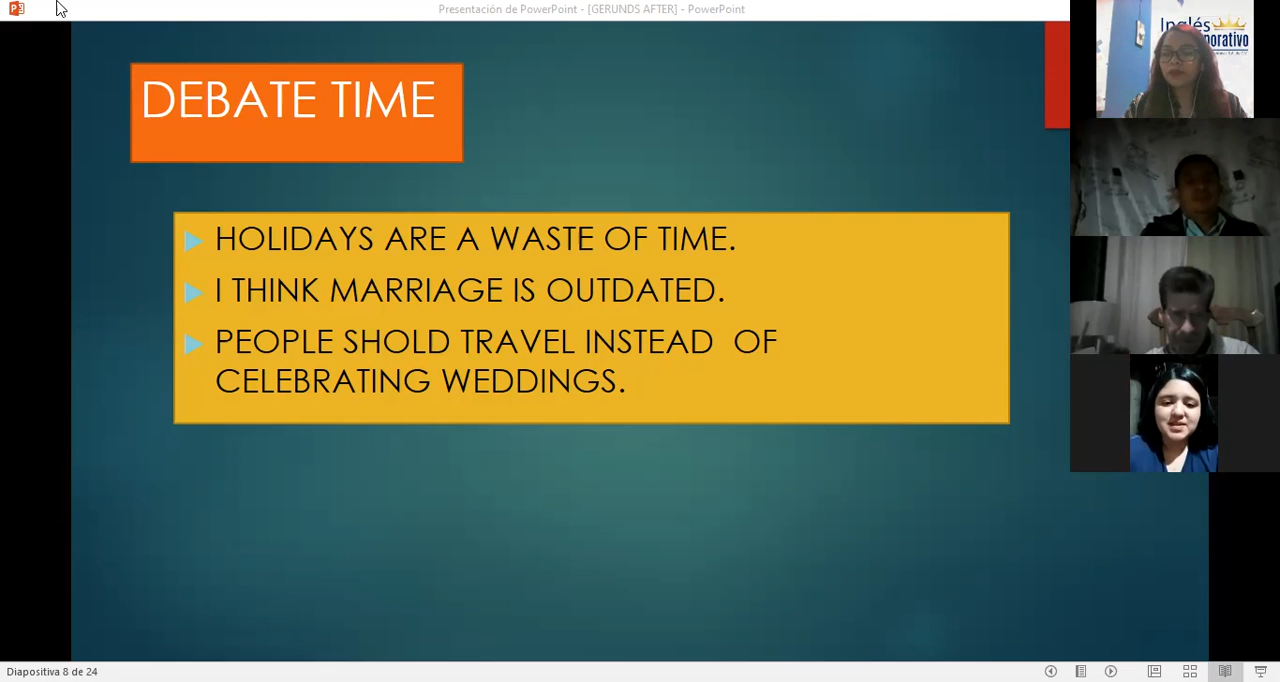 Presentación de PowerPoint - [GERUNDS AFTER] - PowerPoint
Inglés
DEBATE TIME
HOLIDAYS ARE A WASTE OF TIME.
I THINK MARRIAGE IS OUTDATED.
PEOPLE SHOLD TRAVEL INSTEAD OF
CELEBRATING WEDDINGS.
Diapositiva 8 de 24